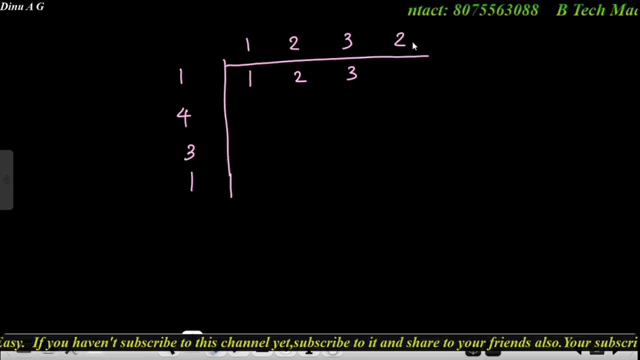 Dinu A G
ntact: 8075563088 B Tech Mad
1 2 3 2
1 1 2 3
4
3
1
Easy. If you haven't subscribe to this channel yet,subscribe to it and share to your friends also.Your subscri